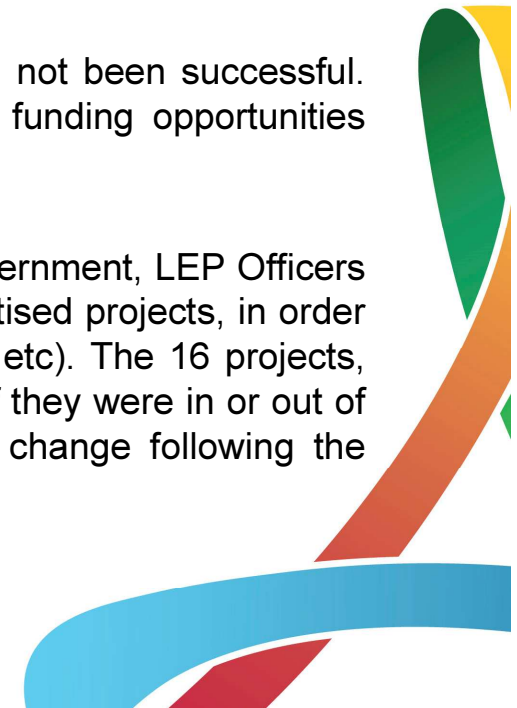 not been successful.
funding opportunities
ernment, LEP Officers
tised projects, in order
etc). The 16 projects,
they were in or out of
change following the